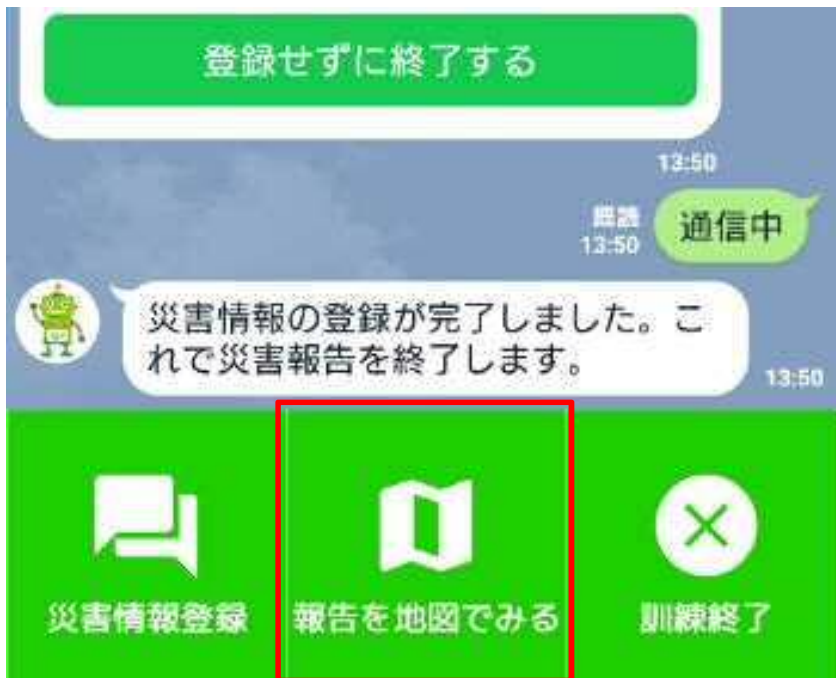 登録せずに終了する
13:50
既読
13:50
通信中
災害情報の登録が完了しました。こ
れで災害報告を終了します。
13:50
災害情報登録
報告を地図でみる
訓練終了